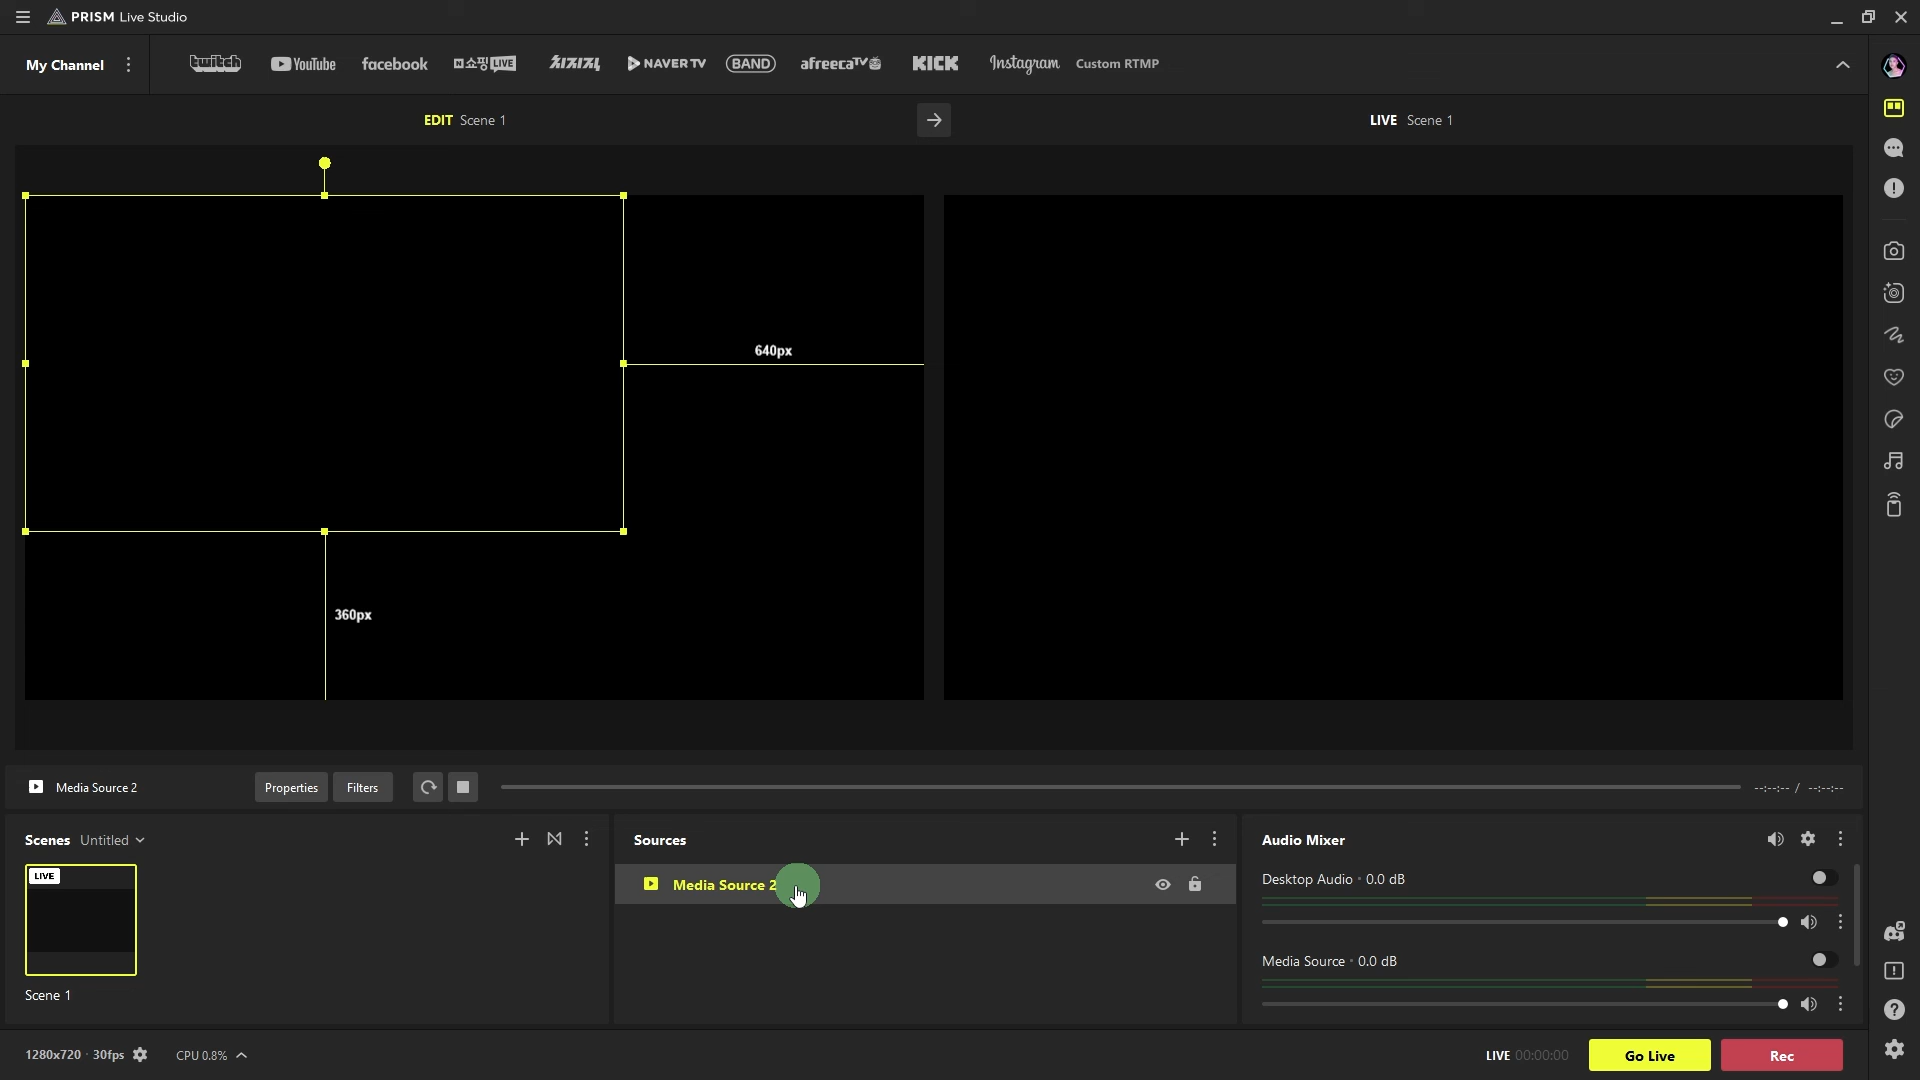 PRISM Live Studio
My Channel
twitch
YouTube
facebook
N쇼핑LIVE
치지직
NAVER TV
BAND
afreecaTV
KICK
Instagram
Custom RTMP
EDIT Scene 1
LIVE Scene 1
640px
360px
Media Source 2
Properties
Filters
--:--:-- / --:--:--
Scenes Untitled
LIVE
Scene 1
Sources
Media Source 2
Audio Mixer
Desktop Audio · 0.0 dB
Media Source · 0.0 dB
1280x720 · 30fps
CPU 0.8%
LIVE 00:00:00
Go Live
Rec